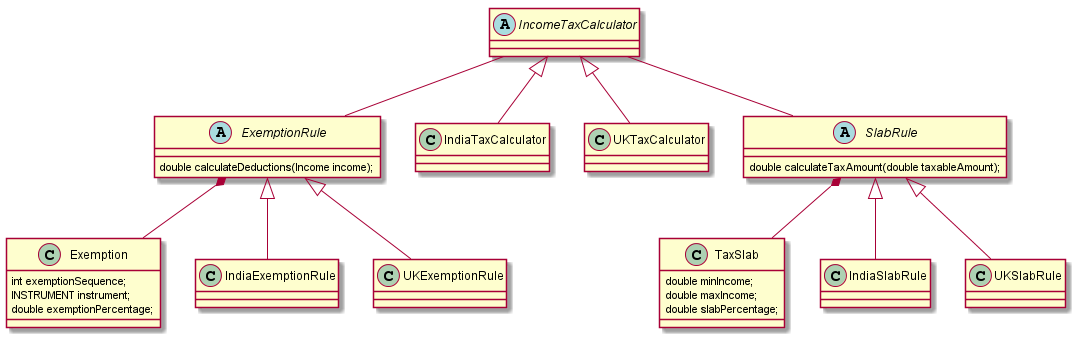 A IncomeTaxCalculator
A ExemptionRule
double calculateDeductions(Income income);
C IndiaTaxCalculator
C UKTaxCalculator
A SlabRule
double calculateTaxAmount(double taxableAmount);
C Exemption
int exemptionSequence;
INSTRUMENT instrument;
double exemptionPercentage;
C IndiaExemptionRule
C UKExemptionRule
C TaxSlab
double minIncome;
double maxIncome;
double slabPercentage;
C IndiaSlabRule
C UKSlabRule